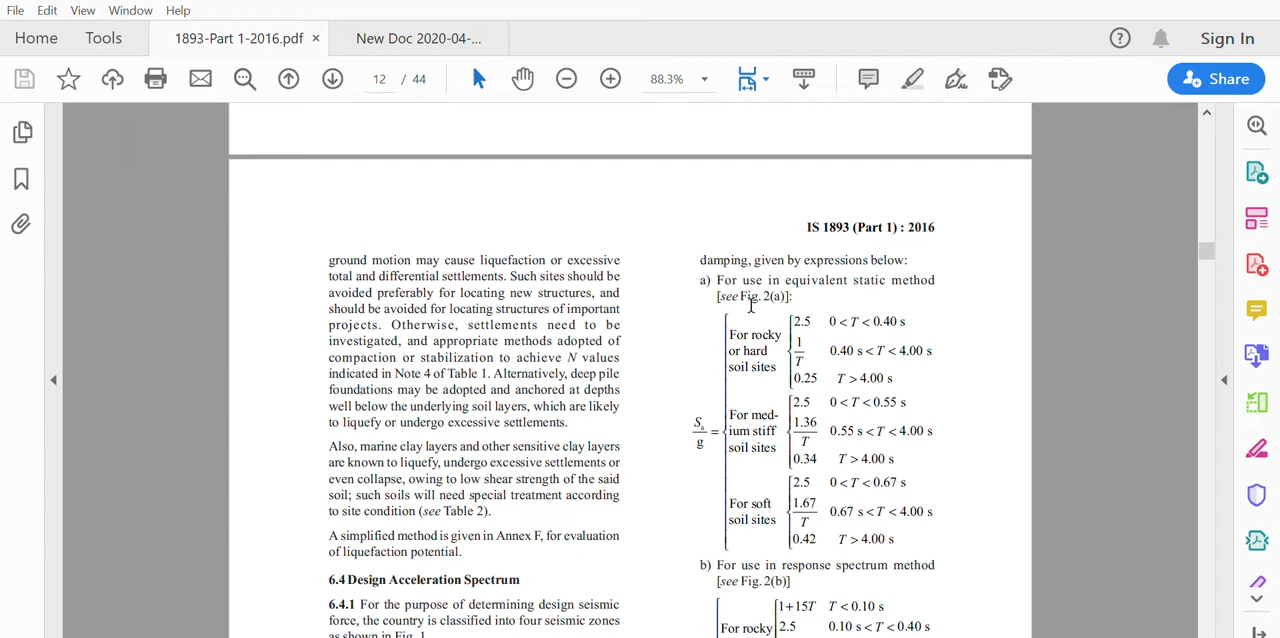 File Edit View Window Help
Home Tools 1893-Part 1-2016.pdf × New Doc 2020-04-... Sign In
12 / 44 88.3% Share
IS 1893 (Part 1) : 2016
ground motion may cause liquefaction or excessive
total and differential settlements. Such sites should be
avoided preferably for locating new structures, and
should be avoided for locating structures of important
projects. Otherwise, settlements need to be
investigated, and appropriate methods adopted of
compaction or stabilization to achieve N values
indicated in Note 4 of Table 1. Alternatively, deep pile
foundations may be adopted and anchored at depths
well below the underlying soil layers, which are likely
to liquefy or undergo excessive settlements.
Also, marine clay layers and other sensitive clay layers
are known to liquefy, undergo excessive settlements or
even collapse, owing to low shear strength of the said
soil; such soils will need special treatment according
to site condition (see Table 2).
A simplified method is given in Annex F, for evaluation
of liquefaction potential.
6.4 Design Acceleration Spectrum
6.4.1 For the purpose of determining design seismic
force, the country is classified into four seismic zones
as shown in Fig. 1.
damping, given by expressions below:
a) For use in equivalent static method
[see Fig. 2(a)]:
Sa/g =
For rocky or hard soil sites
2.5 0 < T < 0.40 s
1/T 0.40 s < T < 4.00 s
0.25 T > 4.00 s
For med-ium stiff soil sites
2.5 0 < T < 0.55 s
1.36/T 0.55 s < T < 4.00 s
0.34 T > 4.00 s
For soft soil sites
2.5 0 < T < 0.67 s
1.67/T 0.67 s < T < 4.00 s
0.42 T > 4.00 s
b) For use in response spectrum method
[see Fig. 2(b)]
1+15T T < 0.10 s
For rocky 2.5 0.10 s < T < 0.40 s